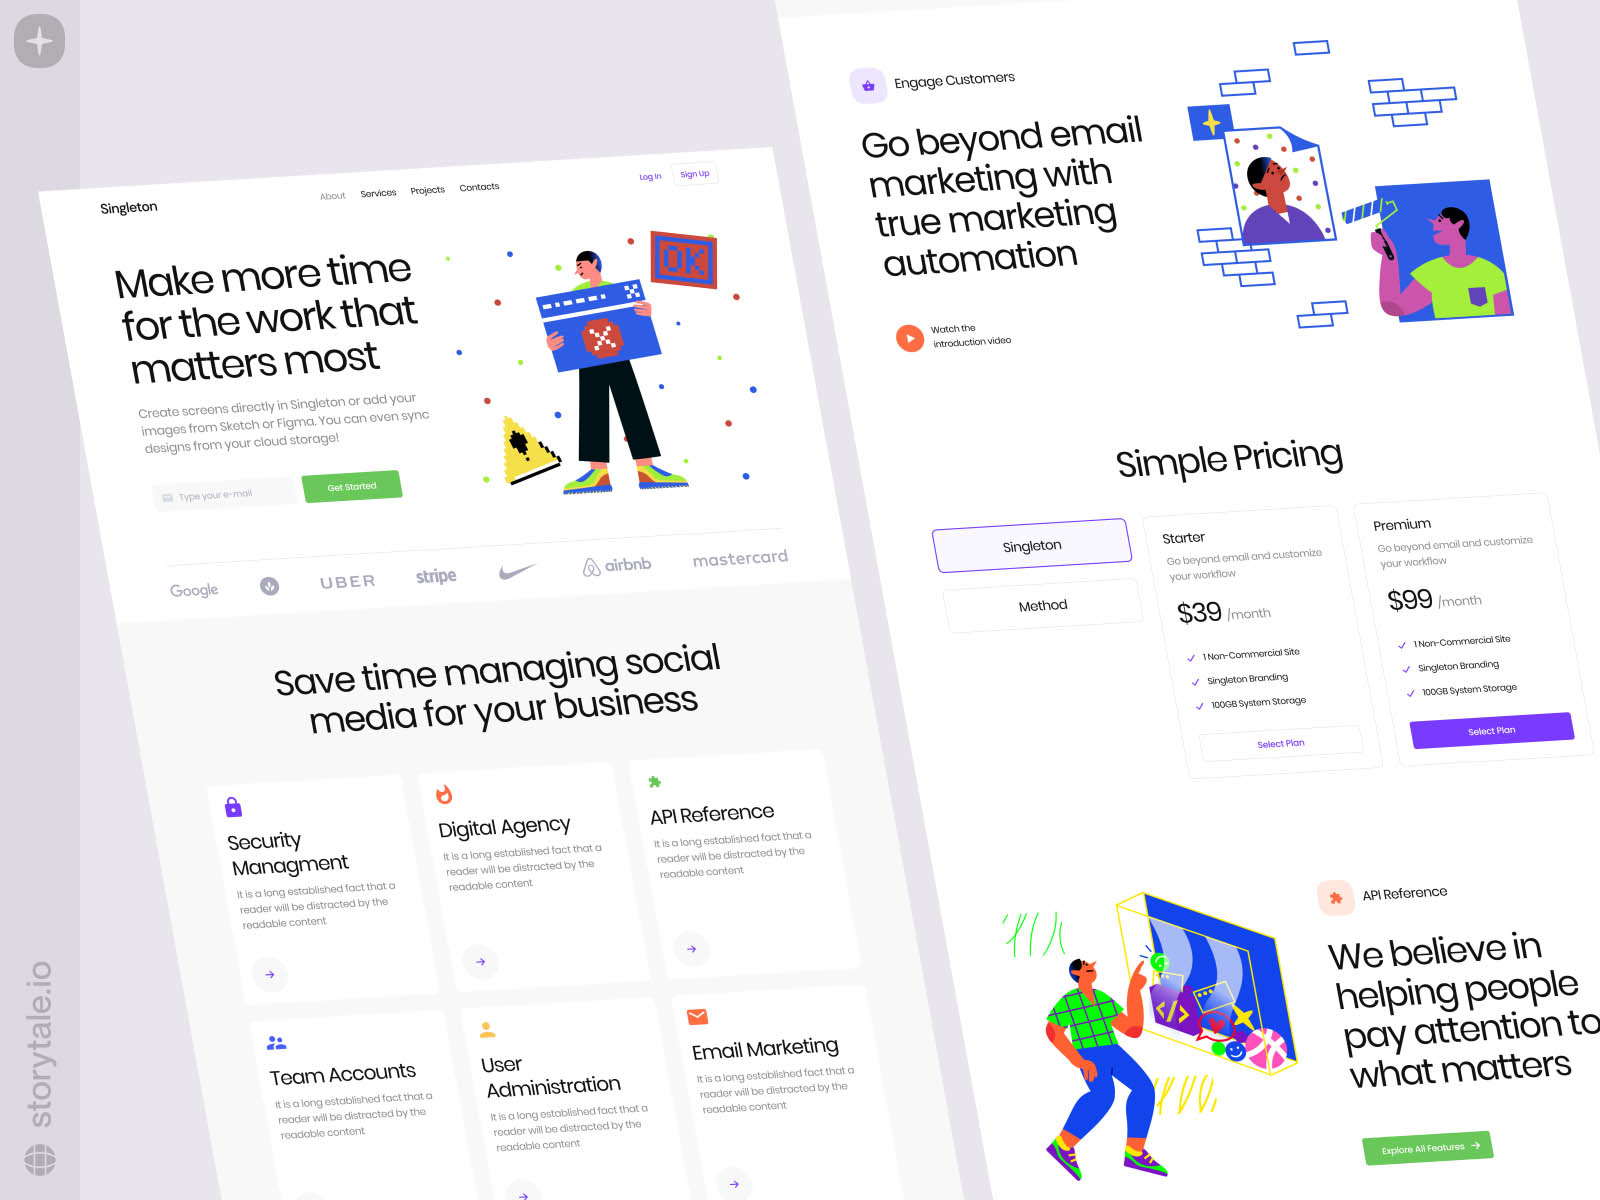 storytale.io
Singleton
About
Services
Projects
Contacts
Log In
Sign Up
Make more time
for the work that
matters most
Create screens directly in Singleton or add your
images from Sketch or Figma. You can even sync
designs from your cloud storage!
Type your e-mail
Get Started
OK
Google
UBER
stripe
airbnb
mastercard
Save time managing social
media for your business
Security
Managment
It is a long established fact that a
reader will be distracted by the
readable content
Digital Agency
It is a long established fact that a
reader will be distracted by the
readable content
API Reference
It is a long established fact that a
reader will be distracted by the
readable content
Team Accounts
It is a long established fact that a
reader will be distracted by the
readable content
User
Administration
It is a long established fact that a
reader will be distracted by the
readable content
Email Marketing
It is a long established fact that a
reader will be distracted by the
readable content
Engage Customers
Go beyond email
marketing with
true marketing
automation
Watch the
introduction video
Simple Pricing
Singleton
Method
Starter
Go beyond email and customize
your workflow
$39 /month
1 Non-Commercial Site
Singleton Branding
100GB System Storage
Select Plan
Premium
Go beyond email and customize
your workflow
$99 /month
1 Non-Commercial Site
Singleton Branding
100GB System Storage
Select Plan
</>
API Reference
We believe in
helping people
pay attention to
what matters
Explore All Features